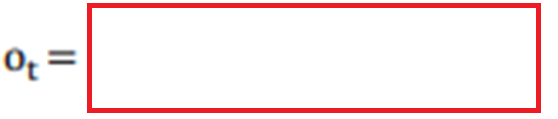 oₜ =